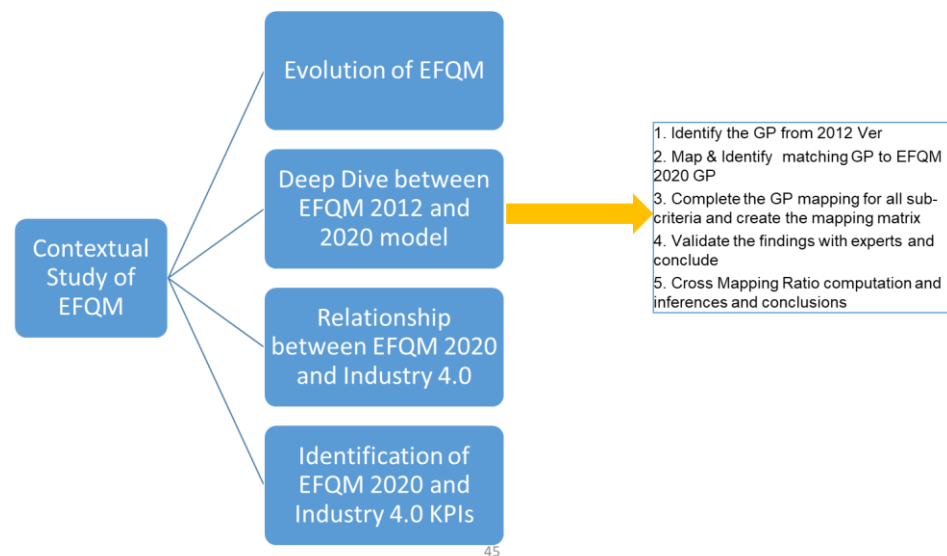 Contextual
Study of
EFQM
Evolution of EFQM
Deep Dive between
EFQM 2012 and
2020 model
Relationship
between EFQM 2020
and Industry 4.0
Identification of
EFQM 2020 and
Industry 4.0 KPIs
1. Identify the GP from 2012 Ver
2. Map & Identify matching GP to EFQM
2020 GP
3. Complete the GP mapping for all sub-
criteria and create the mapping matrix
4. Validate the findings with experts and
conclude
5. Cross Mapping Ratio computation and
inferences and conclusions
45